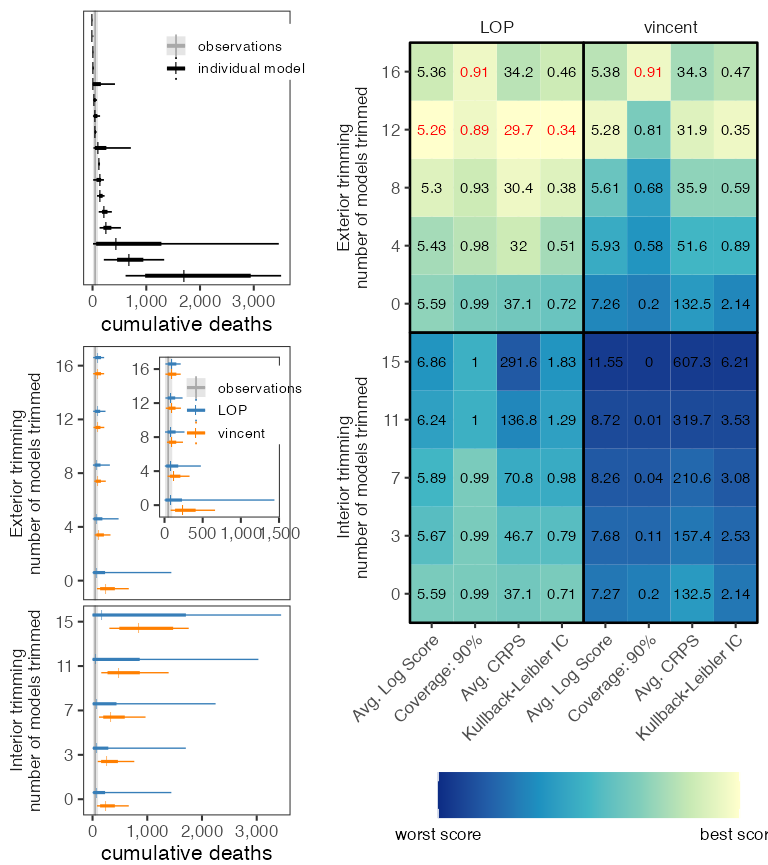 observations
individual model
0
1,000
2,000
3,000
cumulative deaths
Exterior trimming
number of models trimmed
16
12
8
4
0
16
12
8
4
0
observations
LOP
vincent
0
500
1,000
1,500
Interior trimming
number of models trimmed
15
11
7
3
0
0
1,000
2,000
3,000
cumulative deaths
LOP vincent
Exterior trimming
number of models trimmed
16 5.36 0.91 34.2 0.46 5.38 0.91 34.3 0.47
12 5.26 0.89 29.7 0.34 5.28 0.81 31.9 0.35
8 5.3 0.93 30.4 0.38 5.61 0.68 35.9 0.59
4 5.43 0.98 32 0.51 5.93 0.58 51.6 0.89
0 5.59 0.99 37.1 0.72 7.26 0.2 132.5 2.14
Interior trimming
number of models trimmed
15 6.86 1 291.6 1.83 11.55 0 607.3 6.21
11 6.24 1 136.8 1.29 8.72 0.01 319.7 3.53
7 5.89 0.99 70.8 0.98 8.26 0.04 210.6 3.08
3 5.67 0.99 46.7 0.79 7.68 0.11 157.4 2.53
0 5.59 0.99 37.1 0.71 7.27 0.2 132.5 2.14
Avg. Log Score
Coverage: 90%
Avg. CRPS
Kullback-Leibler IC
Avg. Log Score
Coverage: 90%
Avg. CRPS
Kullback-Leibler IC
worst score
best scor